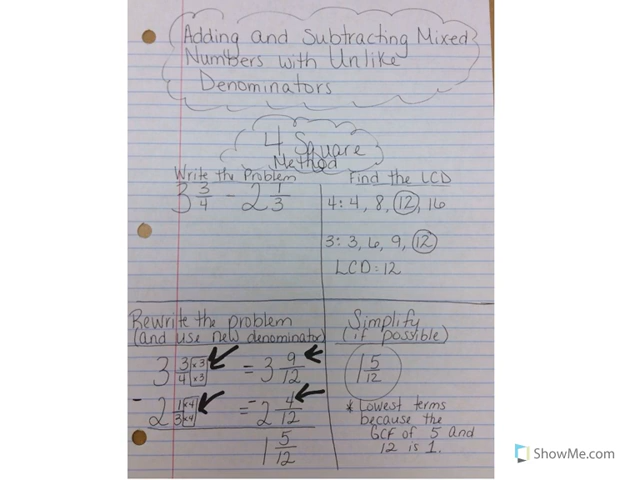 Adding and Subtracting Mixed
Numbers with Unlike
Denominators
4 Square
Method
Write the Problem
3 3/4 - 2 1/3
Find the LCD
4: 4, 8, 12, 16
3: 3, 6, 9, 12
LCD: 12
Rewrite the problem
(and use new denominator)
3 3/4 x3/x3 = 3 9/12
- 2 1/3 x4/x4 = - 2 4/12
1 5/12
Simplify
(if possible)
1 5/12
* Lowest terms
because the
GCF of 5 and
12 is 1.
ShowMe.com